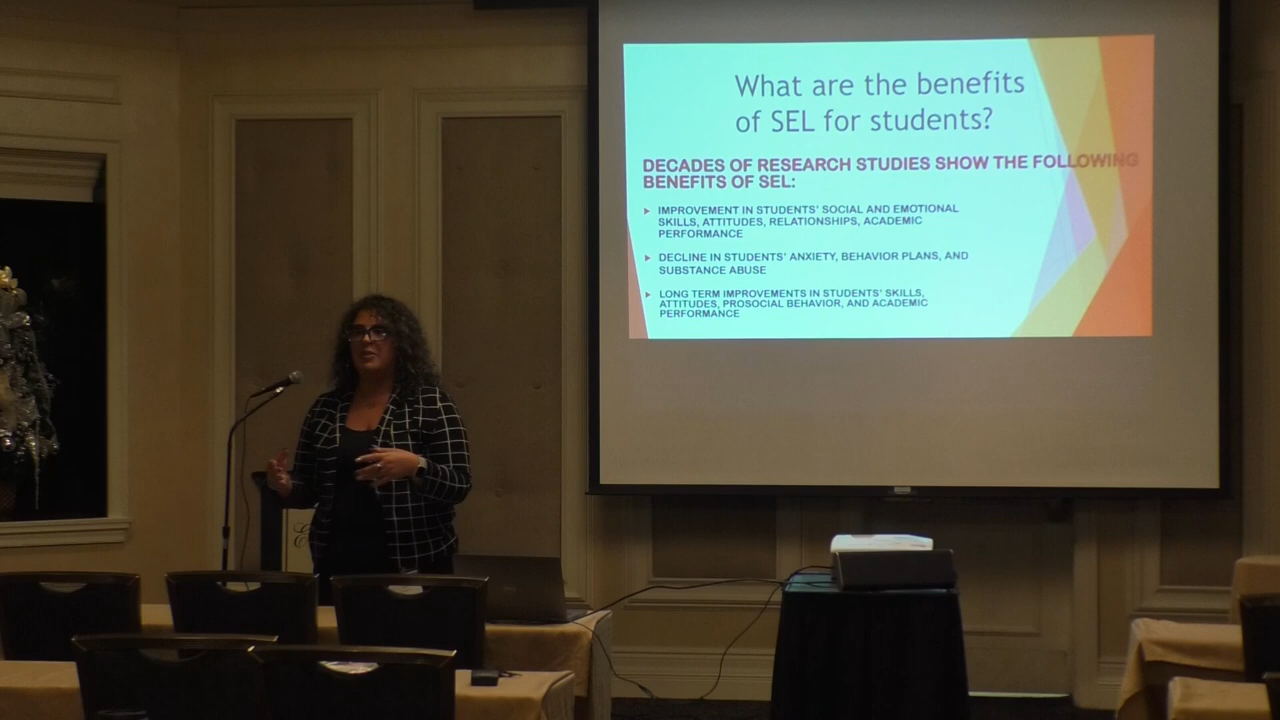 What are the benefits
of SEL for students?
DECADES OF RESEARCH STUDIES SHOW THE FOLLOWING
BENEFITS OF SEL:
IMPROVEMENT IN STUDENTS' SOCIAL AND EMOTIONAL
SKILLS, ATTITUDES, RELATIONSHIPS, ACADEMIC
PERFORMANCE
DECLINE IN STUDENTS' ANXIETY, BEHAVIOR PLANS, AND
SUBSTANCE ABUSE
LONG TERM IMPROVEMENTS IN STUDENTS' SKILLS,
ATTITUDES, PROSOCIAL BEHAVIOR, AND ACADEMIC
PERFORMANCE